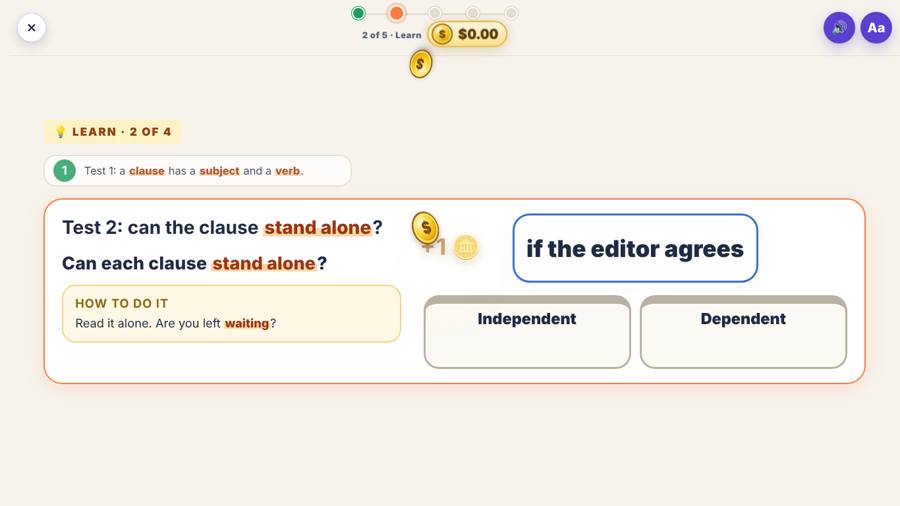 ×
2 of 5 · Learn
$ $0.00
Aa
$
LEARN · 2 OF 4
1 Test 1: a clause has a subject and a verb.
Test 2: can the clause stand alone?
Can each clause stand alone?
HOW TO DO IT
Read it alone. Are you left waiting?
$
+1
if the editor agrees
Independent
Dependent